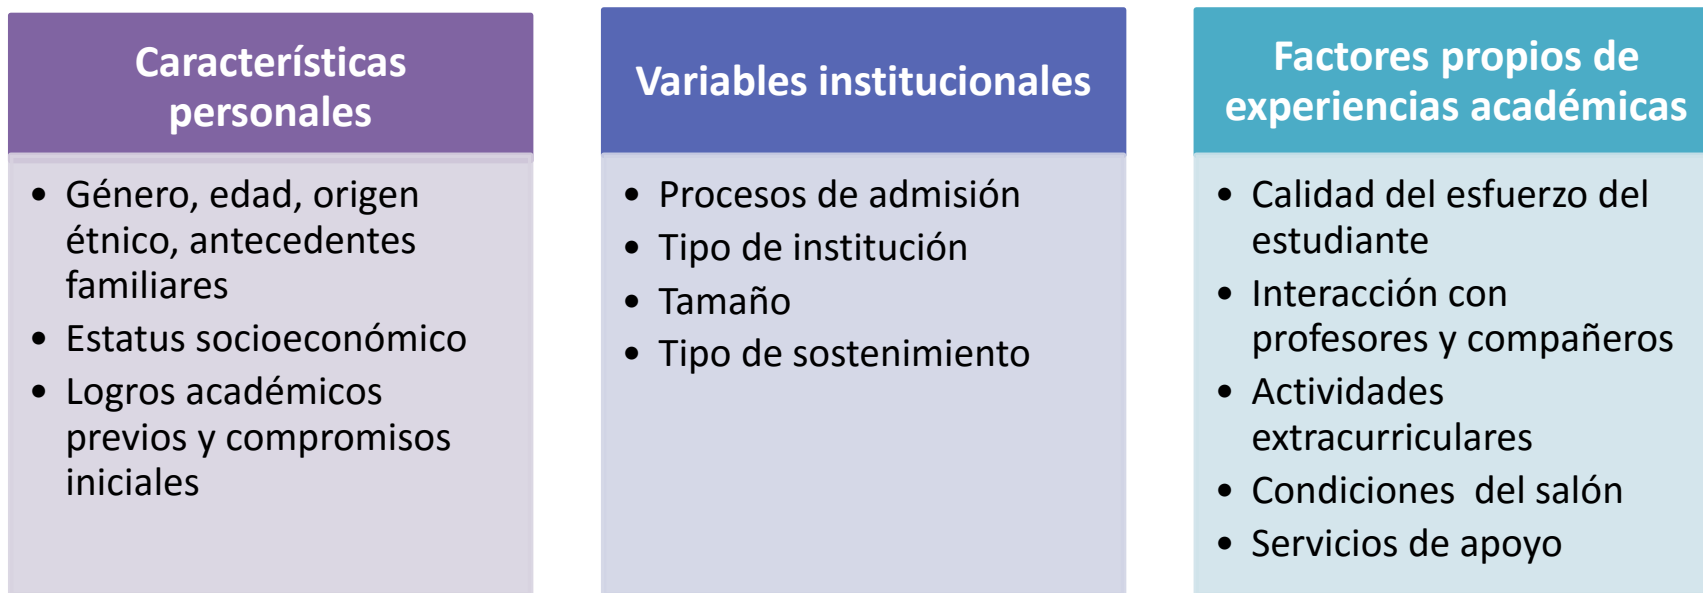 Características
personales
• Género, edad, origen
étnico, antecedentes
familiares
• Estatus socioeconómico
• Logros académicos
previos y compromisos
iniciales
Variables institucionales
• Procesos de admisión
• Tipo de institución
• Tamaño
• Tipo de sostenimiento
Factores propios de
experiencias académicas
• Calidad del esfuerzo del
estudiante
• Interacción con
profesores y compañeros
• Actividades
extracurriculares
• Condiciones del salón
• Servicios de apoyo